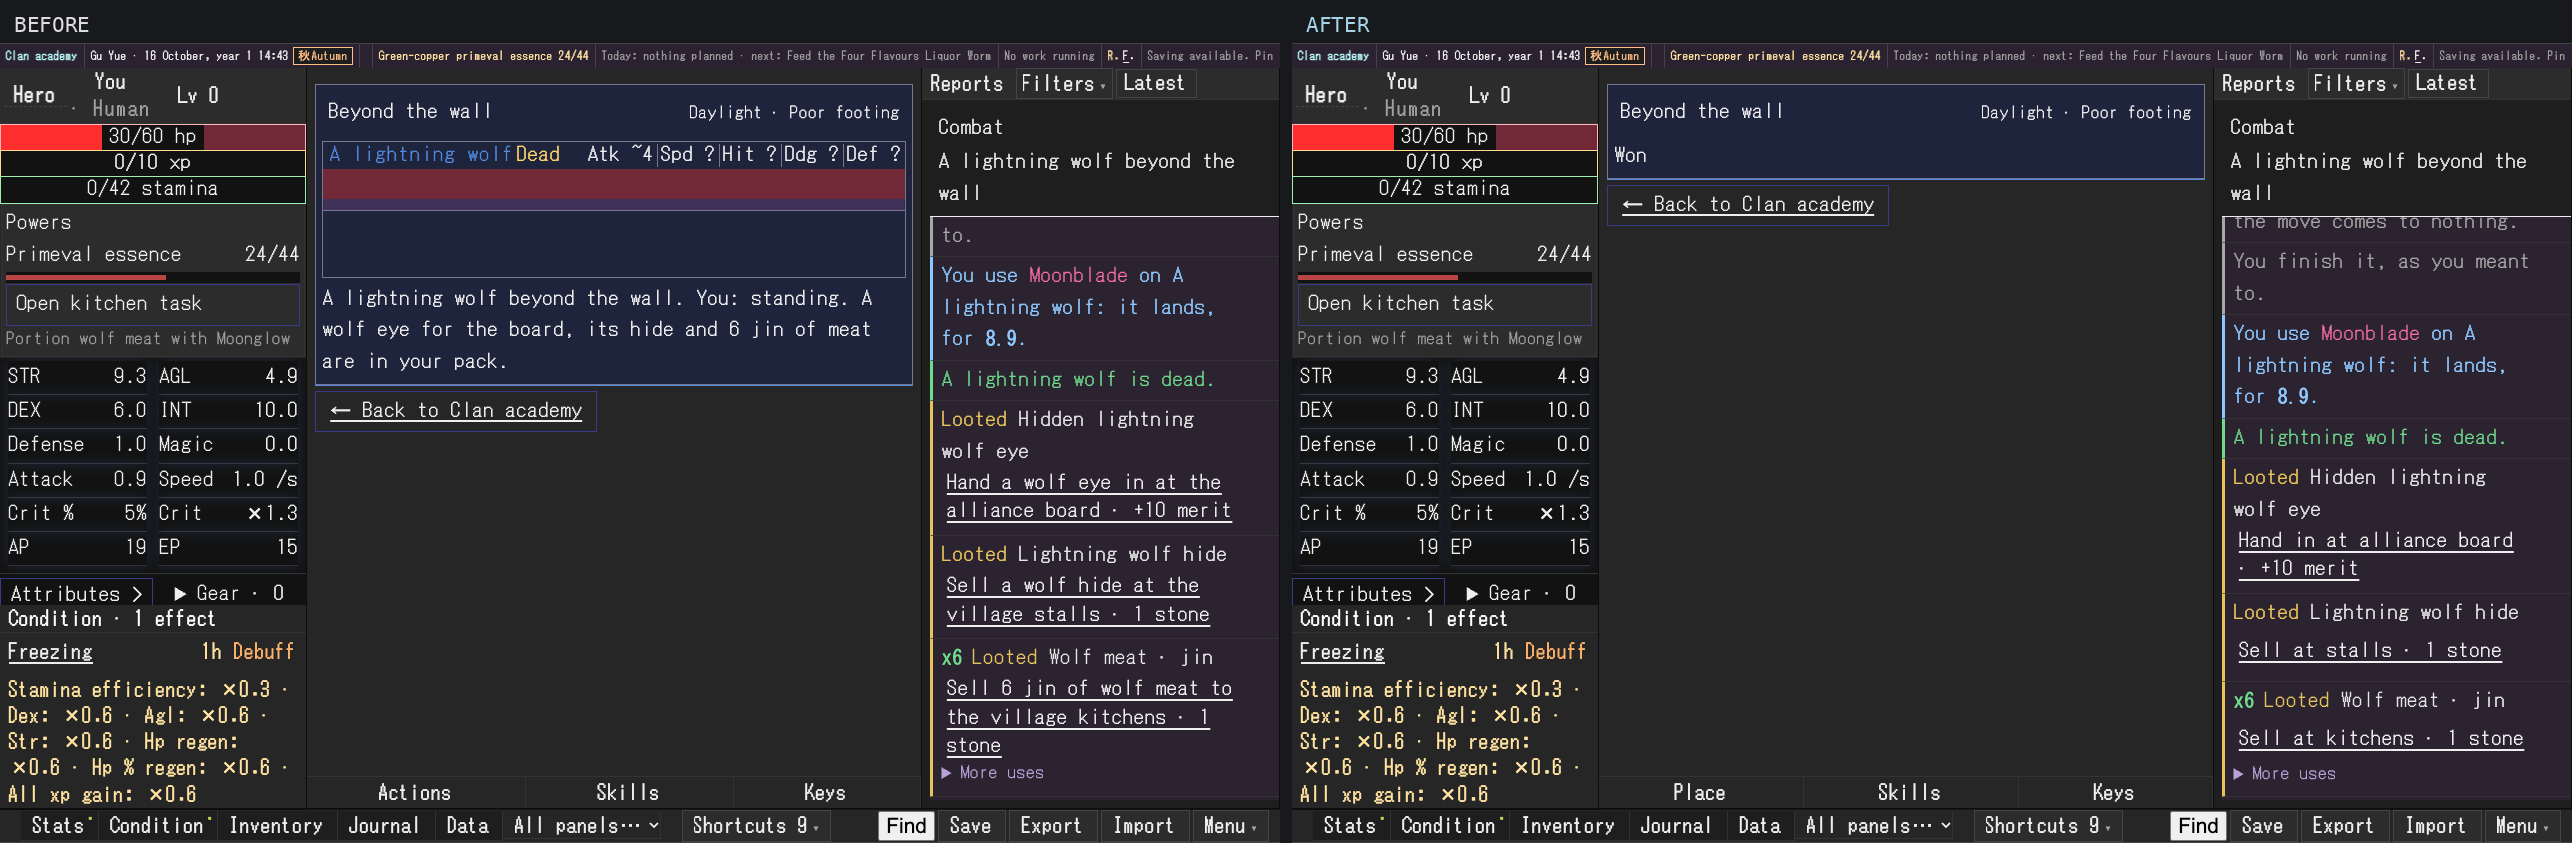 BEFORE
Clan academy
Gu Yue · 16 October, year 1 14:43 秋Autumn
Green-copper primeval essence 24/44
Today: nothing planned · next: Feed the Four Flavours Liquor Worm
No work running
R.F.
Saving available. Pin
Hero · You Human Lv 0
30/60 hp
0/10 xp
0/42 stamina
Powers
Primeval essence 24/44
Open kitchen task
Portion wolf meat with Moonglow
STR 9.3 AGL 4.9
DEX 6.0 INT 10.0
Defense 1.0 Magic 0.0
Attack 0.9 Speed 1.0 /s
Crit % 5% Crit ×1.3
AP 19 EP 15
Attributes > ▶ Gear · 0
Condition · 1 effect
Freezing 1h Debuff
Stamina efficiency: ×0.3 ·
Dex: ×0.6 · Agl: ×0.6 ·
Str: ×0.6 · Hp regen:
×0.6 · Hp % regen: ×0.6 ·
All xp gain: ×0.6
Beyond the wall Daylight · Poor footing
A lightning wolf Dead Atk ~4 Spd ? Hit ? Ddg ? Def ?
A lightning wolf beyond the wall. You: standing. A
wolf eye for the board, its hide and 6 jin of meat
are in your pack.
← Back to Clan academy
Actions Skills Keys
Reports Filters▾ Latest
Combat
A lightning wolf beyond the
wall
to.
You use Moonblade on A
lightning wolf: it lands,
for 8.9.
A lightning wolf is dead.
Looted Hidden lightning
wolf eye
Hand a wolf eye in at the
alliance board · +10 merit
Looted Lightning wolf hide
Sell a wolf hide at the
village stalls · 1 stone
x6 Looted Wolf meat · jin
Sell 6 jin of wolf meat to
the village kitchens · 1
stone
▶ More uses
Stats Condition Inventory Journal Data All panels… Shortcuts 9▾ Find Save Export Import Menu▾
AFTER
Clan academy
Gu Yue · 16 October, year 1 14:43 秋Autumn
Green-copper primeval essence 24/44
Today: nothing planned · next: Feed the Four Flavours Liquor Worm
No work running
R.F.
Saving available. Pin
Hero · You Human Lv 0
30/60 hp
0/10 xp
0/42 stamina
Powers
Primeval essence 24/44
Open kitchen task
Portion wolf meat with Moonglow
STR 9.3 AGL 4.9
DEX 6.0 INT 10.0
Defense 1.0 Magic 0.0
Attack 0.9 Speed 1.0 /s
Crit % 5% Crit ×1.3
AP 19 EP 15
Attributes > ▶ Gear · 0
Condition · 1 effect
Freezing 1h Debuff
Stamina efficiency: ×0.3 ·
Dex: ×0.6 · Agl: ×0.6 ·
Str: ×0.6 · Hp regen:
×0.6 · Hp % regen: ×0.6 ·
All xp gain: ×0.6
Beyond the wall Daylight · Poor footing
Won
← Back to Clan academy
Place Skills Keys
Reports Filters▾ Latest
Combat
A lightning wolf beyond the
wall
the move comes to nothing.
You finish it, as you meant
to.
You use Moonblade on A
lightning wolf: it lands,
for 8.9.
A lightning wolf is dead.
Looted Hidden lightning
wolf eye
Hand in at alliance board
· +10 merit
Looted Lightning wolf hide
Sell at stalls · 1 stone
x6 Looted Wolf meat · jin
Sell at kitchens · 1 stone
▶ More uses
Stats Condition Inventory Journal Data All panels… Shortcuts 9▾ Find Save Export Import Menu▾